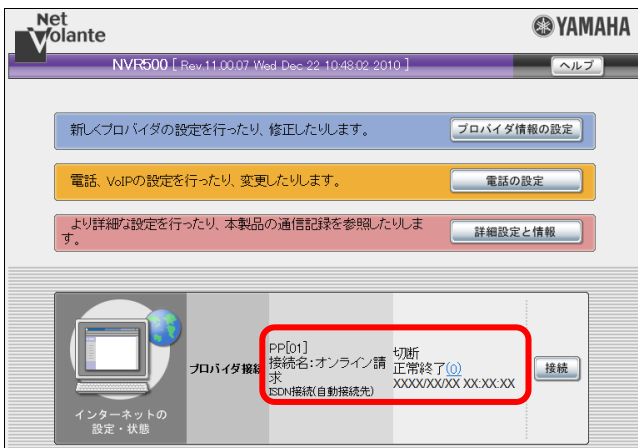 Net
Volante
YAMAHA
NVR500 [ Rev.11.00.07 Wed Dec 22 10:48:02 2010 ]
ヘルプ
新しくプロバイダの設定を行ったり、修正したりします。
プロバイダ情報の設定
電話、VoIPの設定を行ったり、変更したりします。
電話の設定
より詳細な設定を行ったり、本製品の通信記録を参照したりしま
す。
詳細設定と情報
インターネットの
設定・状態
プロバイダ接続
PP[01]
接続名:オンライン請
求
ISDN接続(自動接続先)
切断
正常終了(0)
XXXX/XX/XX XX:XX:XX
接続